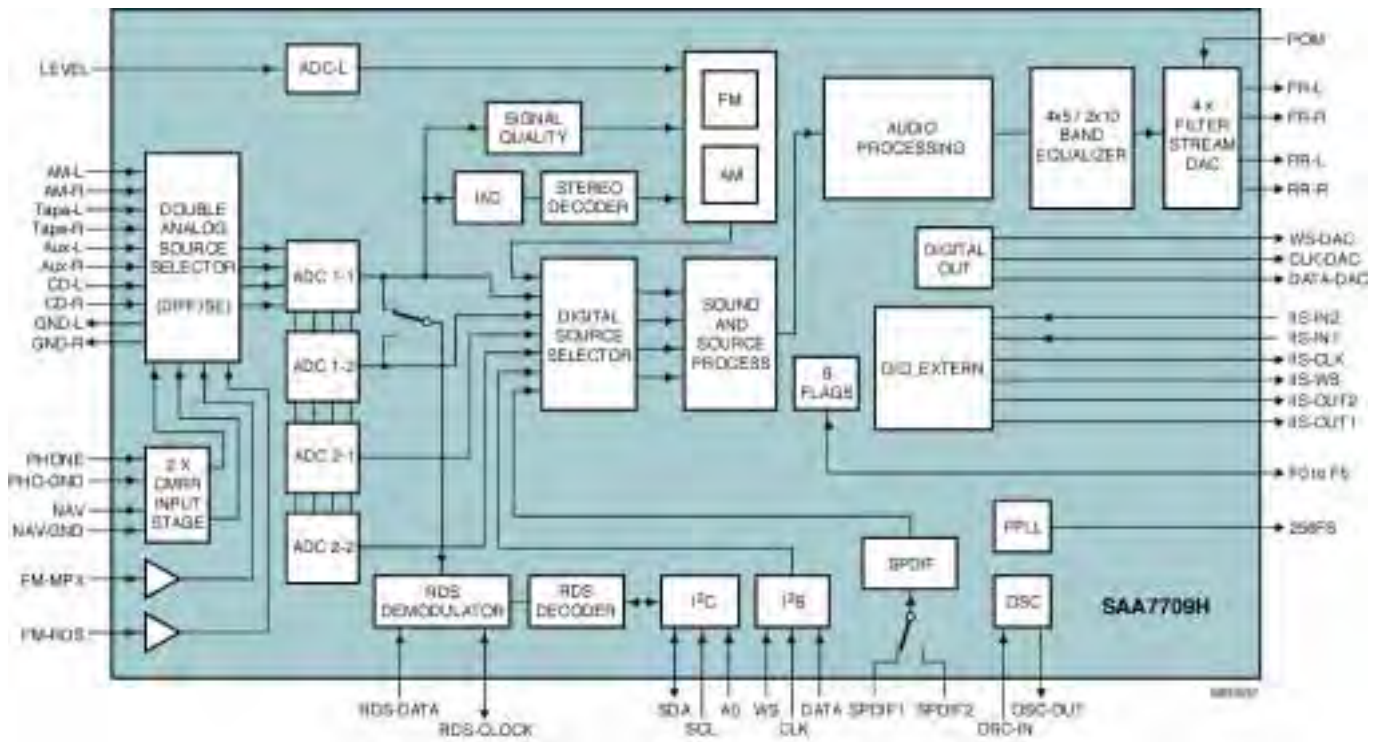 POM
LEVEL
ADC-L
FM
AM
SIGNAL
QUALITY
IAC
STEREO
DECODER
AUDIO
PROCESSING
4x5 / 2x10
BAND
EQUALIZER
4 x
FILTER
STREAM
DAC
FR-L
FR-R
RR-L
RR-R
AM-L
AM-R
Tape-L
Tape-R
Aux-L
Aux-R
CD-L
CD-R
GND-L
GND-R
DOUBLE
ANALOG
SOURCE
SELECTOR
(DIFF/SE)
ADC 1-1
ADC 1-2
ADC 2-1
ADC 2-2
DIGITAL
SOURCE
SELECTOR
SOUND
AND
SOURCE
PROCESS
DIGITAL
OUT
WS-DAC
CLK-DAC
DATA-DAC
IIS-IN2
IIS-IN1
IIS-CLK
IIS-WS
IIS-OUT2
IIS-OUT1
EXTERN
FLAGS
F0 to F5
PHONE
PHO-GND
NAV
NAV-GND
2 X
CMRR
INPUT
STAGE
FM-MPX
FM-RDS
RDS
DEMODULATOR
RDS
DECODER
I²C
I²S
SPDIF
PPLL
256FS
OSC
SAA7709H
RDS-DATA
RDS-CLOCK
SDA
SCL
A0
WS
CLK
DATA
SPDIF1
SPDIF2
OSC-IN
OSC-OUT